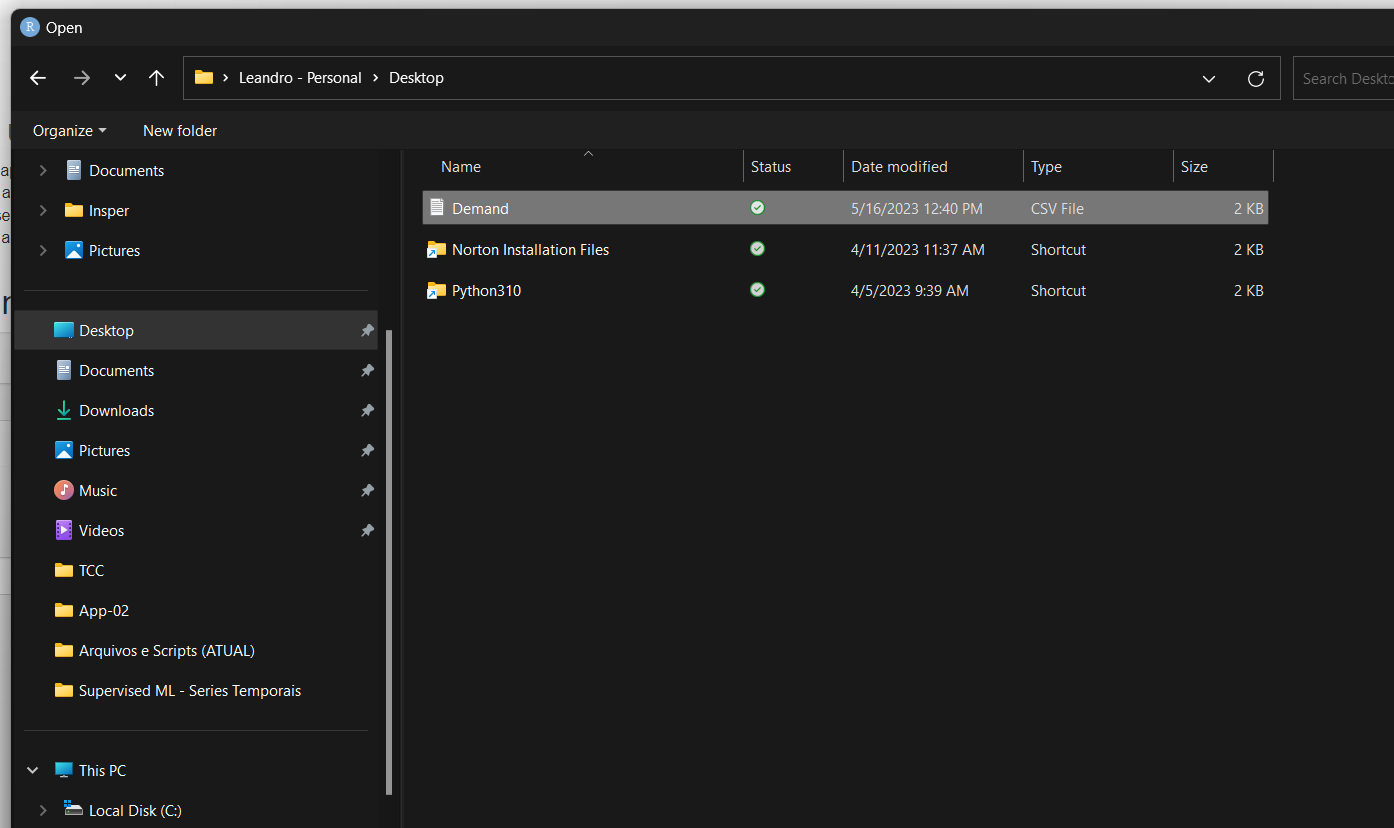 R Open
Leandro - Personal Desktop
Search Deskto
Organize New folder
Documents
Insper
Pictures
Desktop
Documents
Downloads
Pictures
Music
Videos
TCC
App-02
Arquivos e Scripts (ATUAL)
Supervised ML - Series Temporais
This PC
Local Disk (C:)
Name Status Date modified Type Size
Demand 5/16/2023 12:40 PM CSV File 2 KB
Norton Installation Files 4/11/2023 11:37 AM Shortcut 2 KB
Python310 4/5/2023 9:39 AM Shortcut 2 KB